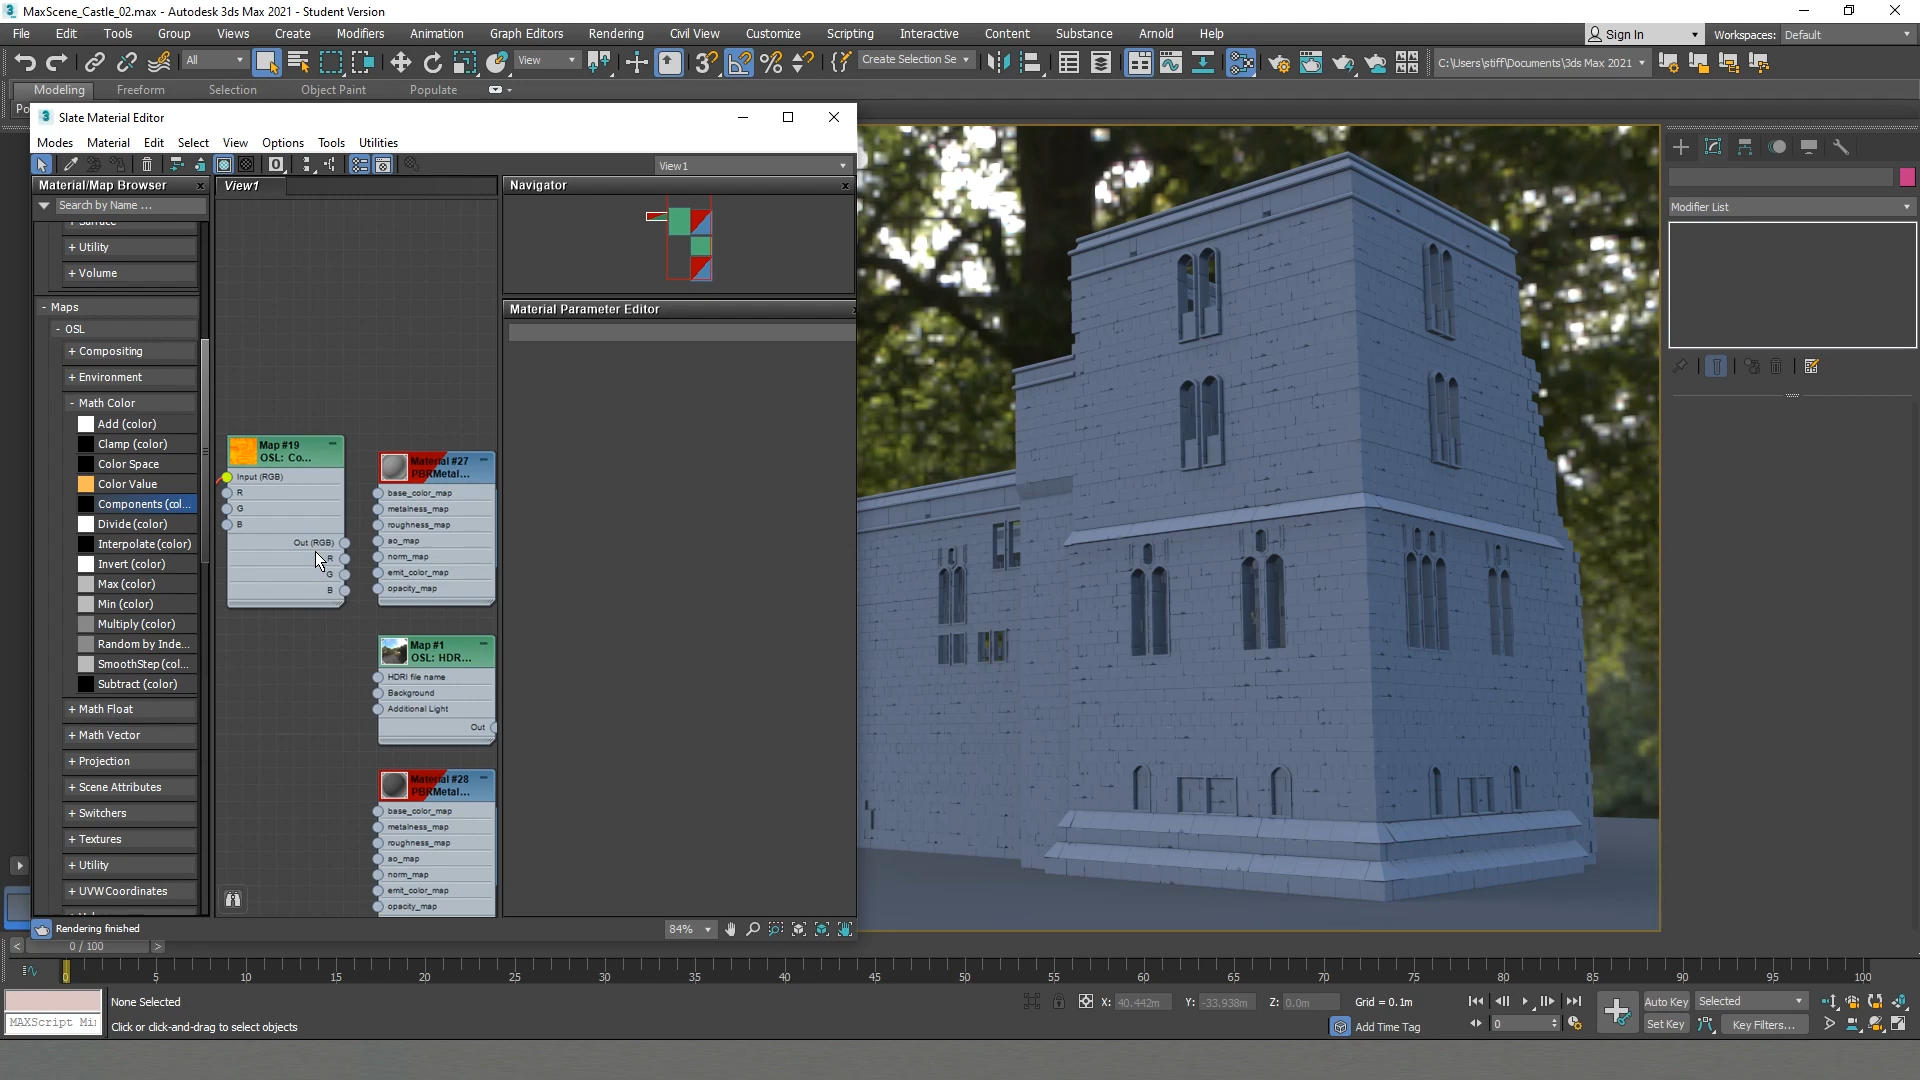 MaxScene_Castle_02.max - Autodesk 3ds Max 2021 - Student Version
File Edit Tools Group Views Create Modifiers Animation Graph Editors Rendering Civil View Customize Scripting Interactive Content Substance Arnold Help
Sign In Workspaces: Default
All View Create Selection Se C:\Users\stiff\Documents\3ds Max 2021
Modeling Freeform Selection Object Paint Populate
Po
Slate Material Editor
Modes Material Edit Select View Options Tools Utilities
View1
Material/Map Browser
Search by Name ...
+ Surface
+ Utility
+ Volume
- Maps
- OSL
+ Compositing
+ Environment
- Math Color
Add (color)
Clamp (color)
Color Space
Color Value
Components (col...
Divide (color)
Interpolate (color)
Invert (color)
Max (color)
Min (color)
Multiply (color)
Random by Inde...
SmoothStep (col...
Subtract (color)
+ Math Float
+ Math Vector
+ Projection
+ Scene Attributes
+ Switchers
+ Textures
+ Utility
+ UVW Coordinates
View1
Map #19
OSL: Co...
Input (RGB)
R
G
B
Out (RGB)
R
G
B
Material #27
PBRMetal...
base_color_map
metalness_map
roughness_map
ao_map
norm_map
emit_color_map
opacity_map
Map #1
OSL: HDR...
HDRI file name
Background
Additional Light
Out
Material #28
PBRMetal...
base_color_map
metalness_map
roughness_map
ao_map
norm_map
emit_color_map
opacity_map
Navigator
Material Parameter Editor
Rendering finished
84%
Modifier List
0 / 100
0 5 10 15 20 25 30 35 40 45 50 55 60 65 70 75 80 85 90 95 100
None Selected
MAXScript Mi
Click or click-and-drag to select objects
X: 40.442m Y: -33.938m Z: 0.0m Grid = 0.1m
Add Time Tag
0
Auto Key Selected
Set Key Key Filters...